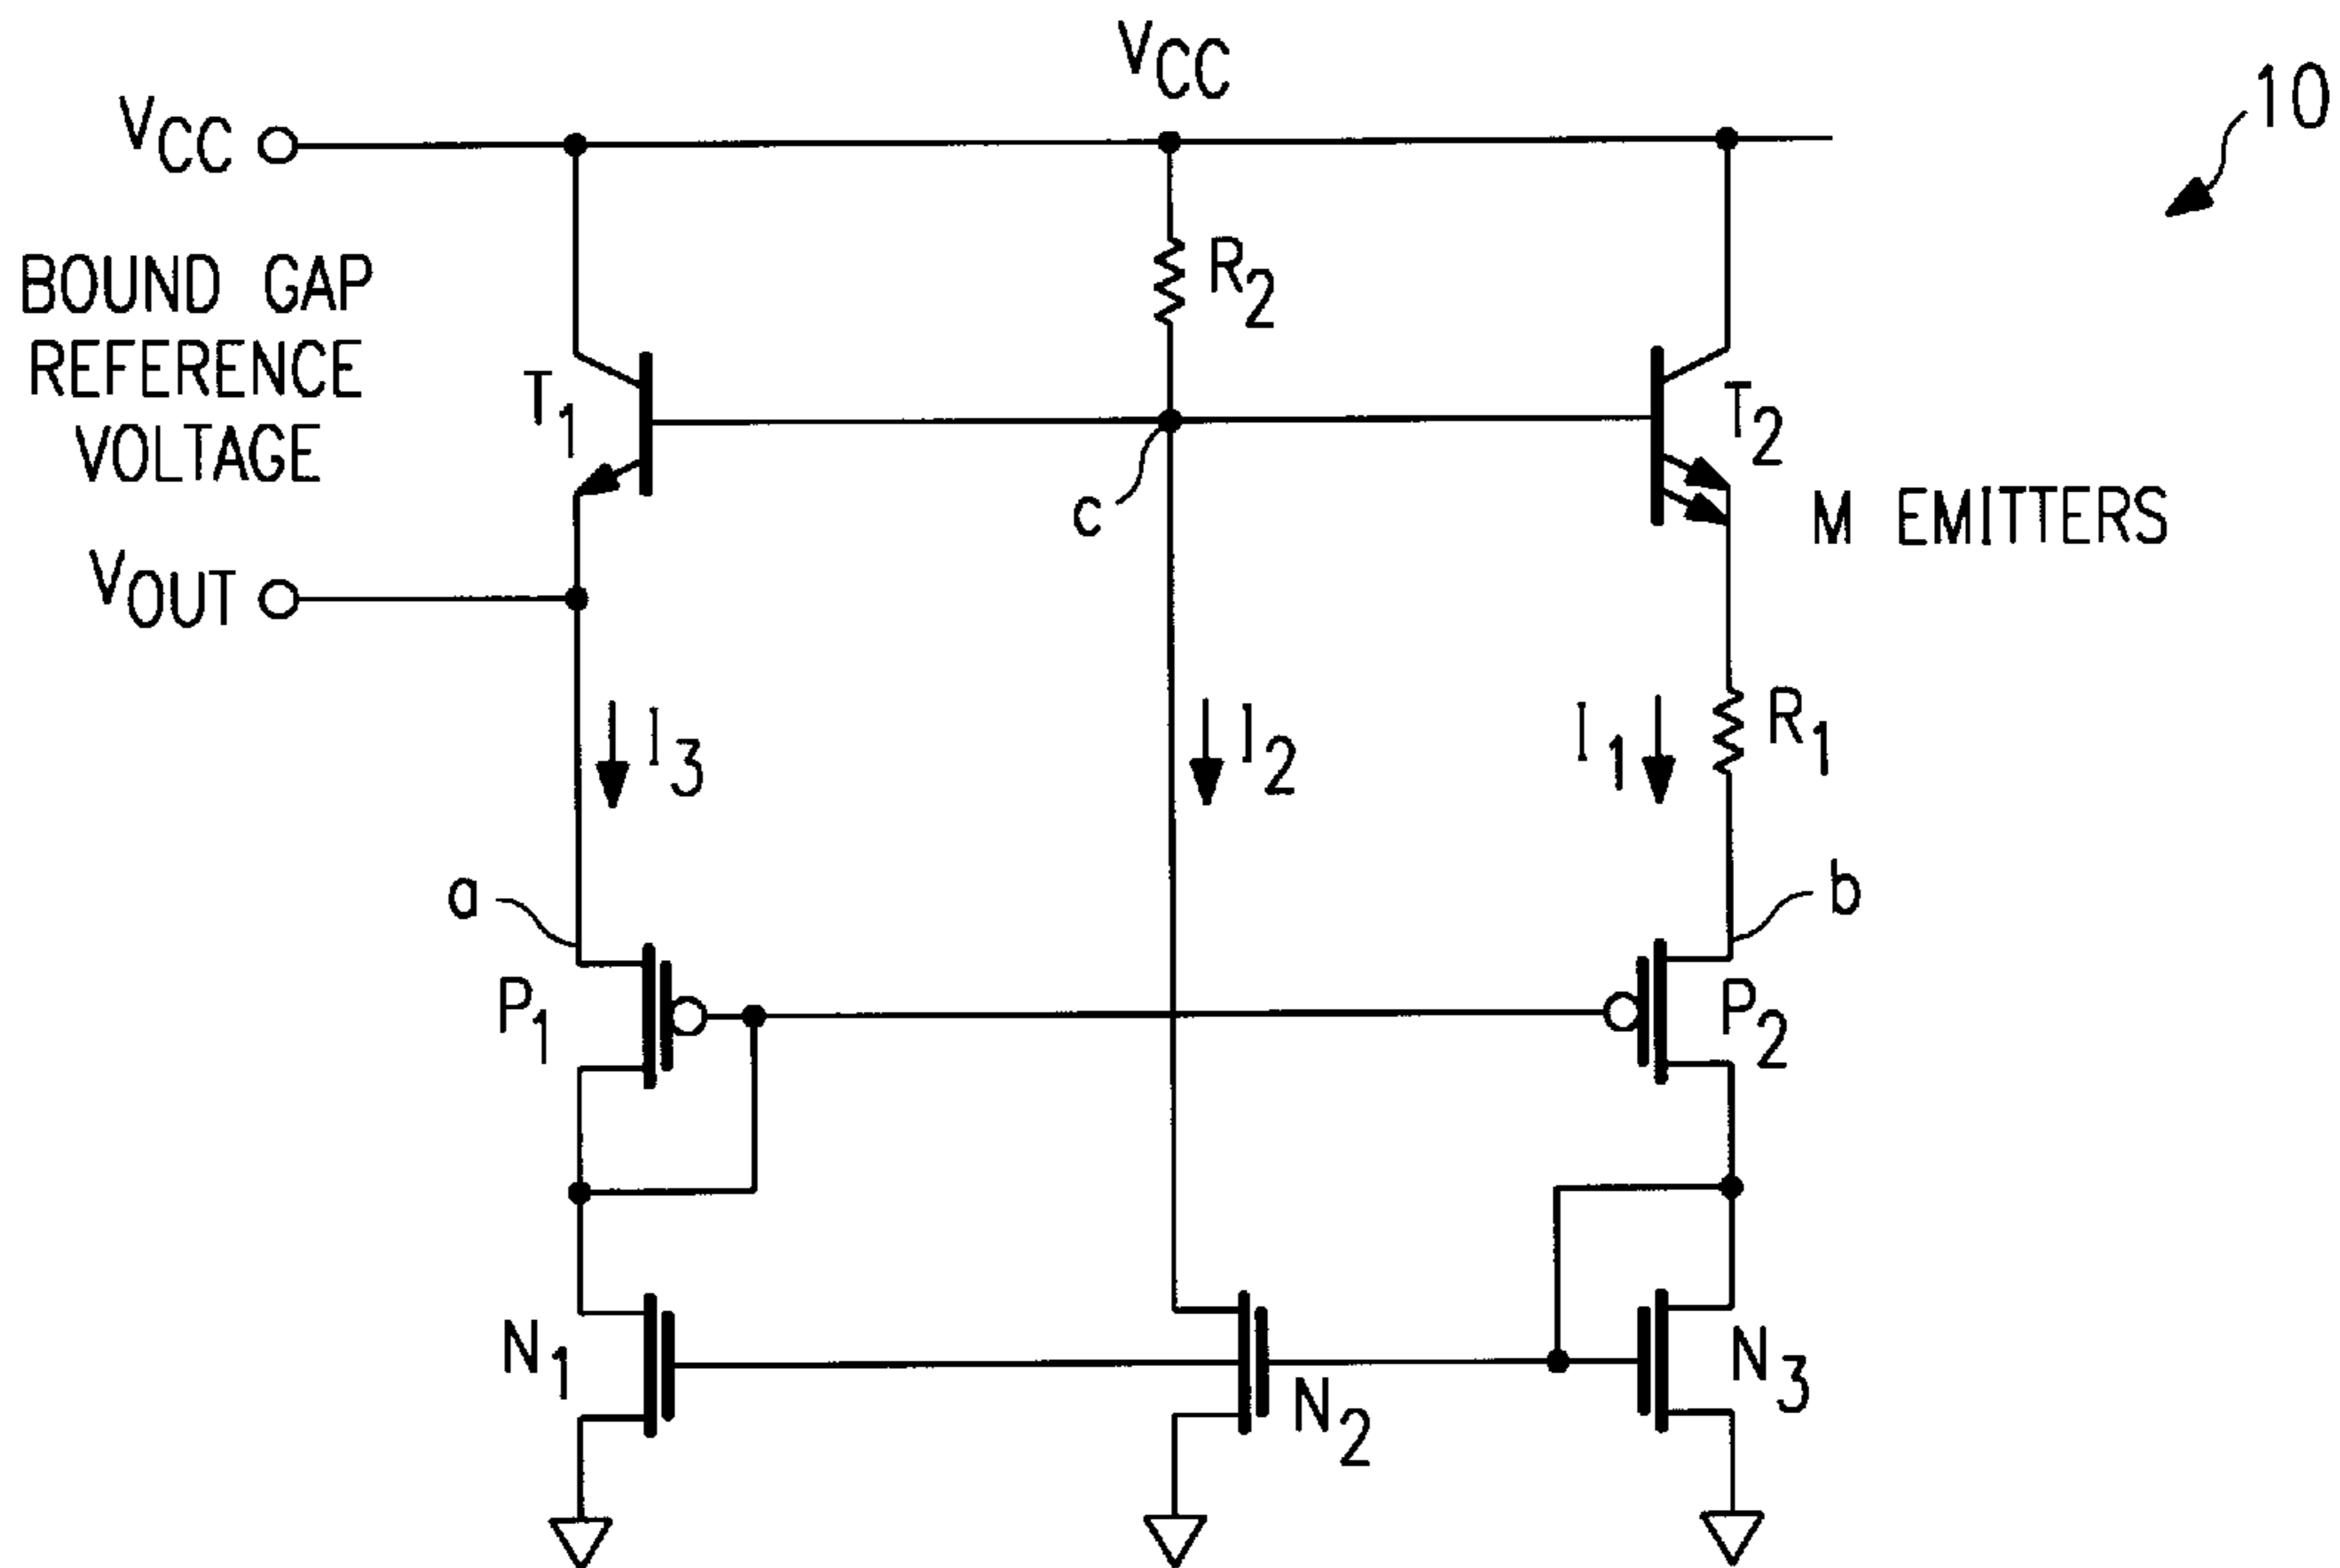 VCC
VCC
10
BOUND GAP
REFERENCE
VOLTAGE
R2
T1
T2
c
M EMITTERS
VOUT
I3
I2
I1
R1
a
b
P1
P2
N1
N2
N3